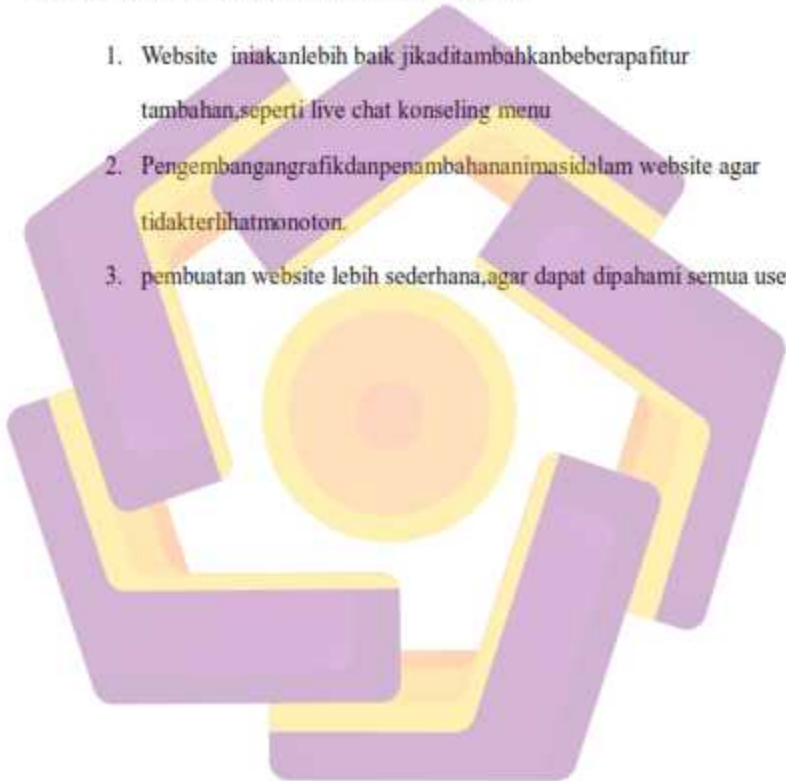 1. Website iniakanlebih baik jikaditambahkanbeberapafitur
tambahan,seperti live chat konseling menu
2. Pengembangangrafikdanpenambahananimasidalam website agar
tidakterlihatmonoton.
3. pembuatan website lebih sederhana,agar dapat dipahami semua use